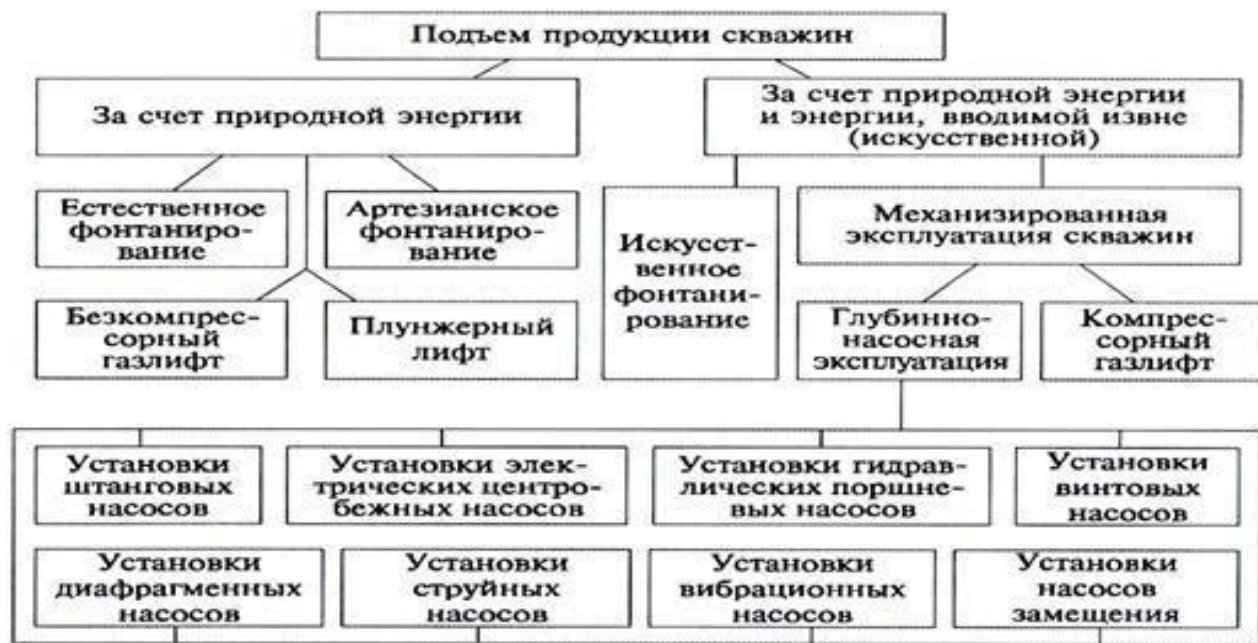 Подъем продукции скважин
За счет природной энергии
За счет природной энергии
и энергии, вводимой извне
(искусственной)
Естественное
фонтаниро-
вание
Артезианское
фонтаниро-
вание
Безкомпрес-
сорный
газлифт
Плунжерный
лифт
Искусст-
венное
фонтани-
рование
Механизированная
эксплуатация скважин
Глубинно-
насосная
эксплуатация
Компрес-
сорный
газлифт
Установки
штанговых
насосов
Установки элек-
трических центро-
бежных насосов
Установки гидрав-
лических поршне-
вых насосов
Установки
винтовых
насосов
Установки
диафрагменных
насосов
Установки
струйных
насосов
Установки
вибрационных
насосов
Установки
насосов
замещения